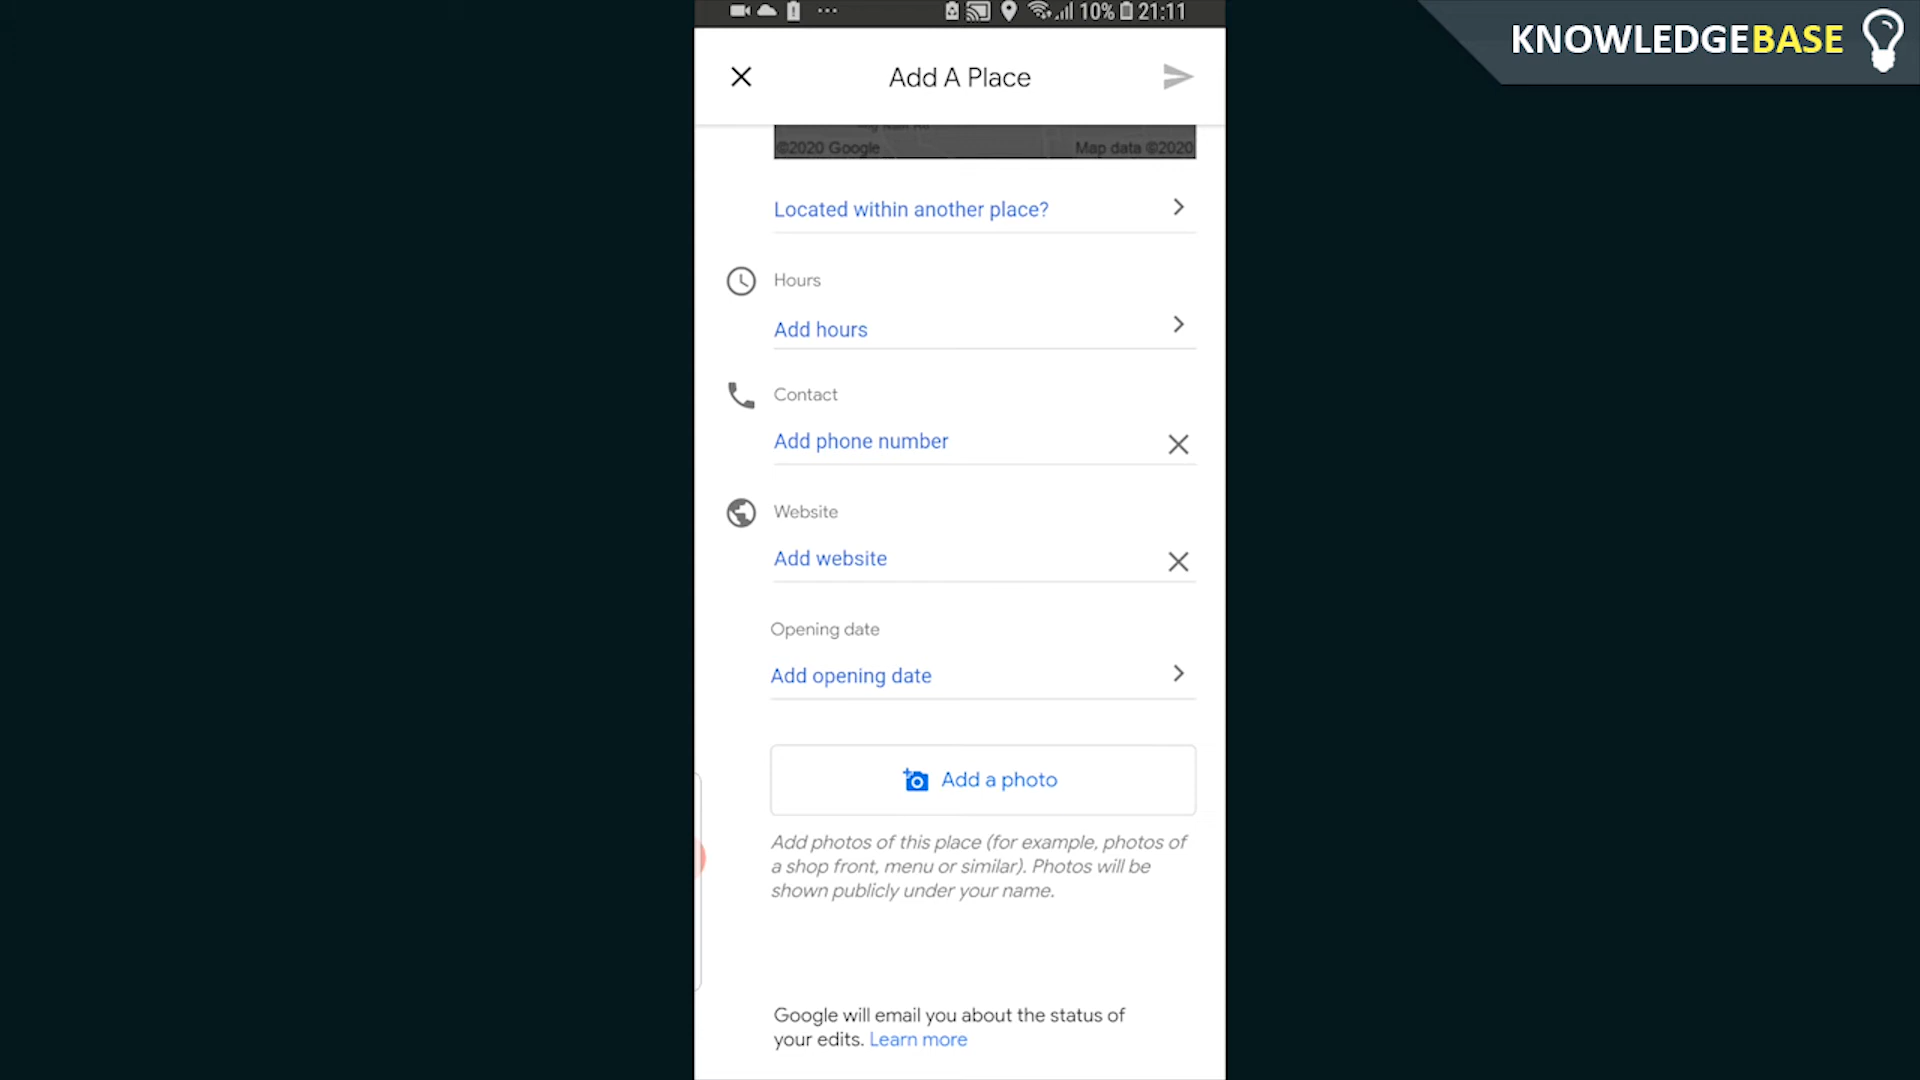 10% 21:11
KNOWLEDGEBASE
Add A Place
©2020 Google Map data ©2020
Located within another place?
Hours
Add hours
Contact
Add phone number
Website
Add website
Opening date
Add opening date
Add a photo
Add photos of this place (for example, photos of
a shop front, menu or similar). Photos will be
shown publicly under your name.
Google will email you about the status of
your edits. Learn more